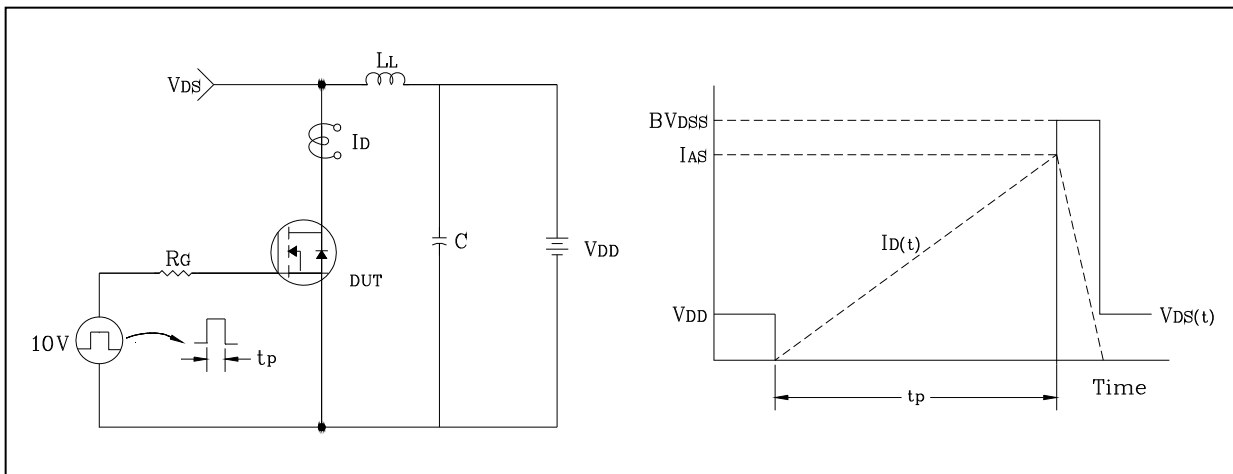 LL
VDS
ID
RG
DUT
C
VDD
10V
tp
BVDSS
IAS
ID(t)
VDD
VDS(t)
tp
Time